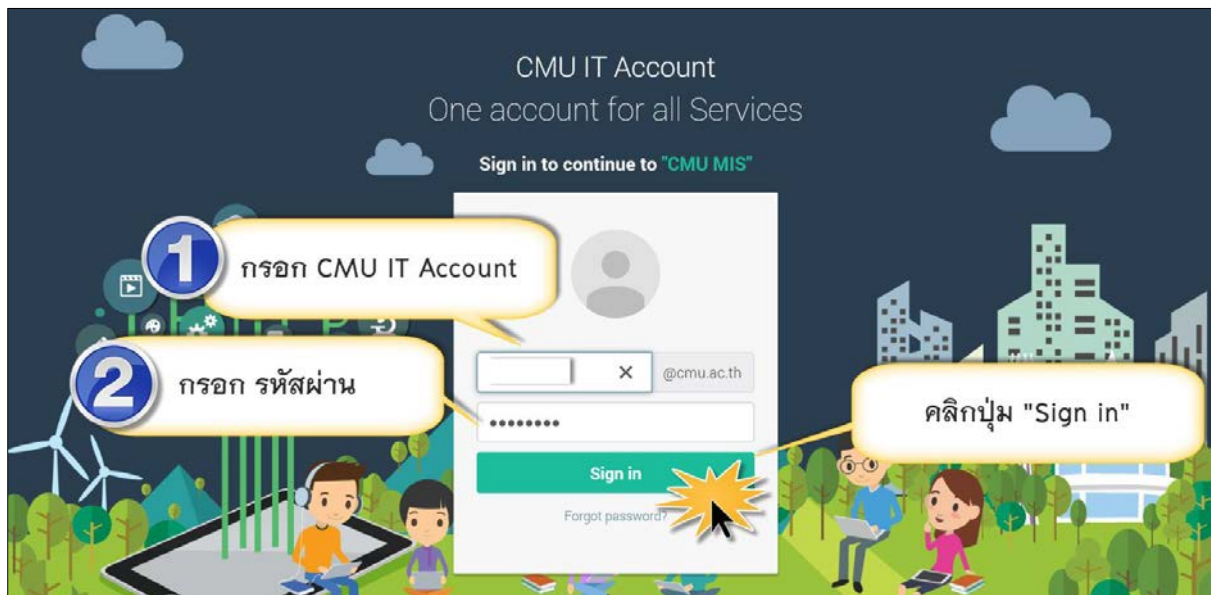 CMU IT Account
One account for all Services
Sign in to continue to "CMU MIS"
1
กรอก CMU IT Account
@cmu.ac.th
2
กรอก รหัสผ่าน
••••••••
Sign in
คลิกปุ่ม "Sign in"
Forgot password?